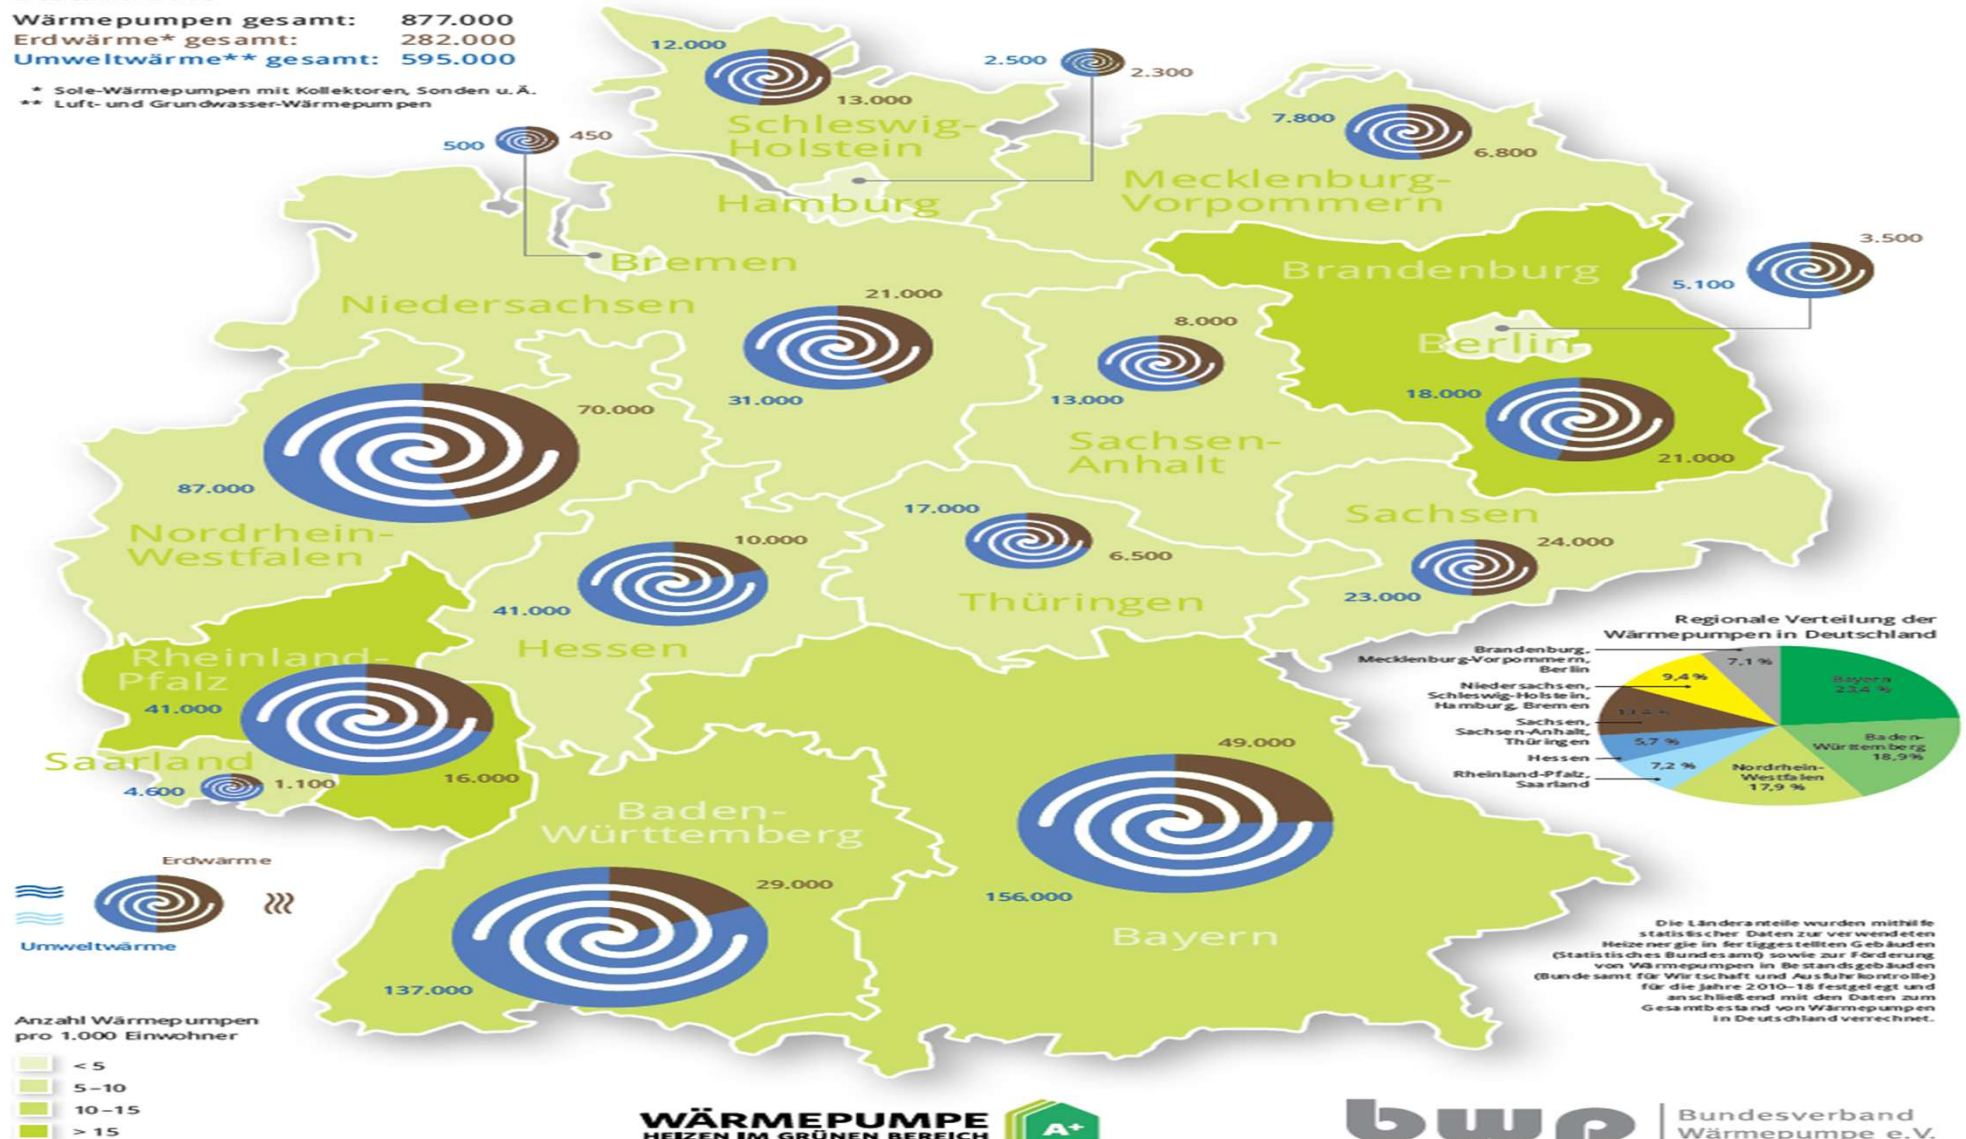 Wärmepumpen gesamt: 877.000
Erdwärme* gesamt: 282.000
Umweltwärme** gesamt: 595.000
* Sole-Wärmepumpen mit Kollektoren, Sonden u. Ä.
** Luft- und Grundwasser-Wärmepumpen
12.000
13.000
Schleswig-
Holstein
2.500
2.300
Hamburg
500
450
Bremen
7.800
6.800
Mecklenburg-
Vorpommern
Niedersachsen
21.000
31.000
8.000
13.000
Sachsen-
Anhalt
Brandenburg
3.500
5.100
Berlin
18.000
21.000
70.000
87.000
Nordrhein-
Westfalen
10.000
41.000
Hessen
17.000
6.500
Thüringen
Sachsen
24.000
23.000
Rheinland-
Pfalz
41.000
16.000
Saarland
4.600
1.100
Baden-
Württemberg
29.000
137.000
49.000
156.000
Bayern
Regionale Verteilung der
Wärmepumpen in Deutschland
Brandenburg,
Mecklenburg-Vorpommern,
Berlin
7,1 %
Niedersachsen,
Schleswig-Holstein,
Hamburg, Bremen
9,4 %
Sachsen,
Sachsen-Anhalt,
Thüringen
Hessen
5,7 %
Rheinland-Pfalz,
Saarland
7,2 %
Bayern
23,4 %
Baden-
Württemberg
18,9%
Nordrhein-
Westfalen
17,9 %
Erdwärme
Umweltwärme
Anzahl Wärmepumpen
pro 1.000 Einwohner
< 5
5–10
10–15
> 15
Die Länderanteile wurden mithilfe
statistischer Daten zur verwendeten
Heizenergie in fertiggestellten Gebäuden
(Statistisches Bundesamt) sowie zur Förderung
von Wärmepumpen in Bestandsgebäuden
(Bundesamt für Wirtschaft und Ausfuhrkontrolle)
für die Jahre 2010–18 festgelegt und
anschließend mit den Daten zum
Gesamtbestand von Wärmepumpen
in Deutschland verrechnet.
WÄRMEPUMPE
HEIZEN IM GRÜNEN BEREICH
A+
bwp
Bundesverband
Wärmepumpe e.V.